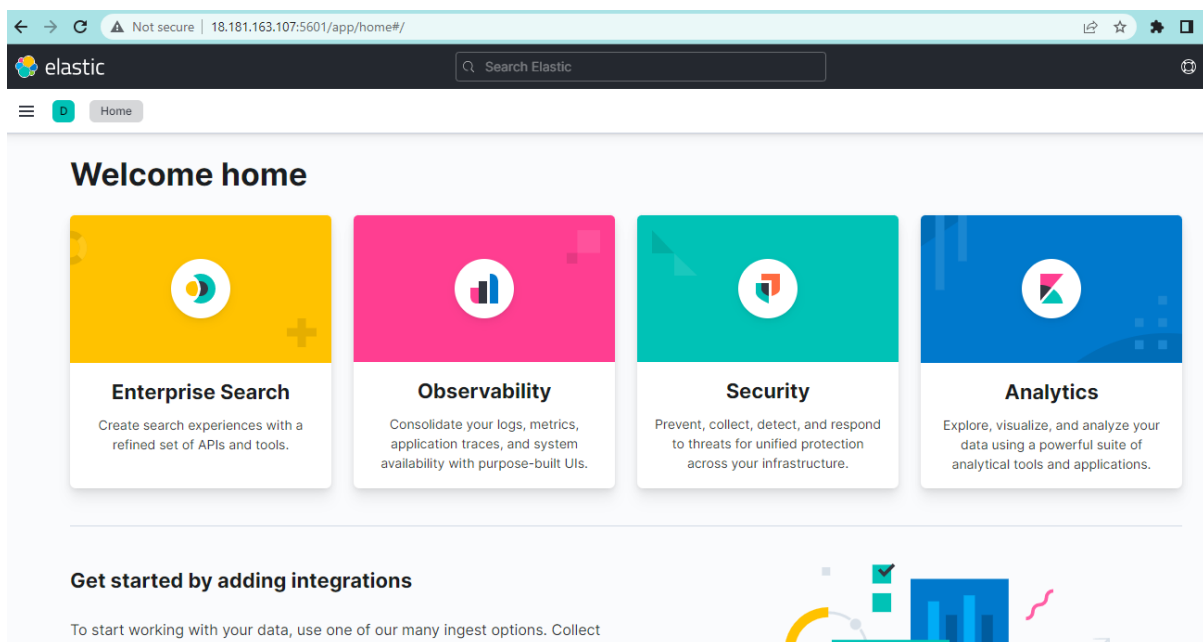 Not secure | 18.181.163.107:5601/app/home#/
elastic
Search Elastic
D
Home
Welcome home
Enterprise Search
Create search experiences with a
refined set of APIs and tools.
Observability
Consolidate your logs, metrics,
application traces, and system
availability with purpose-built UIs.
Security
Prevent, collect, detect, and respond
to threats for unified protection
across your infrastructure.
Analytics
Explore, visualize, and analyze your
data using a powerful suite of
analytical tools and applications.
Get started by adding integrations
To start working with your data, use one of our many ingest options. Collect